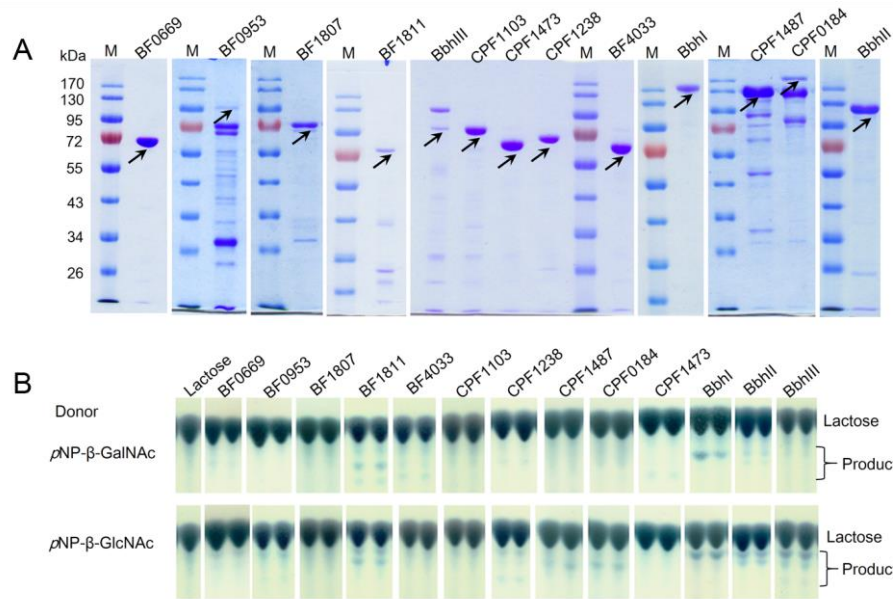 A
kDa
M
BF0669
M
BF0953
M
BF1807
M
BF1811
BbhIII
CPF1103
CPF1473
CPF1238
M
BF4033
M
BbhI
M
CPF1487
CPF0184
M
BbhII
170
130
95
72
55
43
34
26
B
Lactose
BF0669
BF0953
BF1807
BF1811
BF4033
CPF1103
CPF1238
CPF1487
CPF0184
CPF1473
BbhI
BbhII
BbhIII
Donor
Lactose
pNP-β-GalNAc
Produc
pNP-β-GlcNAc
Lactose
Produc